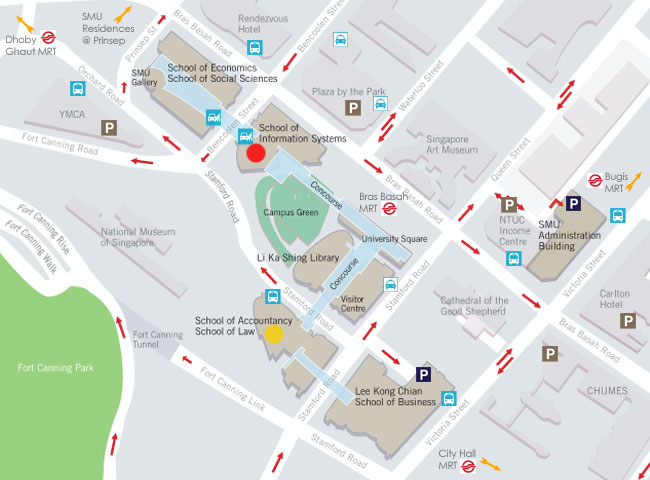 SMU
Residences
@ Prinsep
Dhoby
Ghaut MRT
Prinsep St
Bras Basah Road
Rendezvous
Hotel
Bencoolen Street
School of Economics
School of Social Sciences
SMU
Gallery
Orchard Road
YMCA
P
Plaza by the Park
P
Waterloo Street
Bencoolen Street
School of
Information Systems
Fort Canning Road
Stamford Road
Singapore
Art Museum
Queen Street
Bugis
MRT
Concourse
Bras Basah
MRT
Bras Basah Road
P
NTUC
Income
Centre
P
SMU
Administration
Building
Campus Green
University Square
National Museum
of Singapore
Fort Canning Rise
Fort Canning Walk
Li Ka Shing Library
Concourse
Stamford Road
Visitor
Centre
Stamford Road
Victoria Street
Cathedral of the
Good Shepherd
Carlton
Hotel
P
School of Accountancy
School of Law
Fort Canning
Tunnel
Bras Basah Road
P
Fort Canning Park
Fort Canning Link
P
Lee Kong Chian
School of Business
Stamford Road
CHIJMES
Victoria Street
Stamford Road
City Hall
MRT